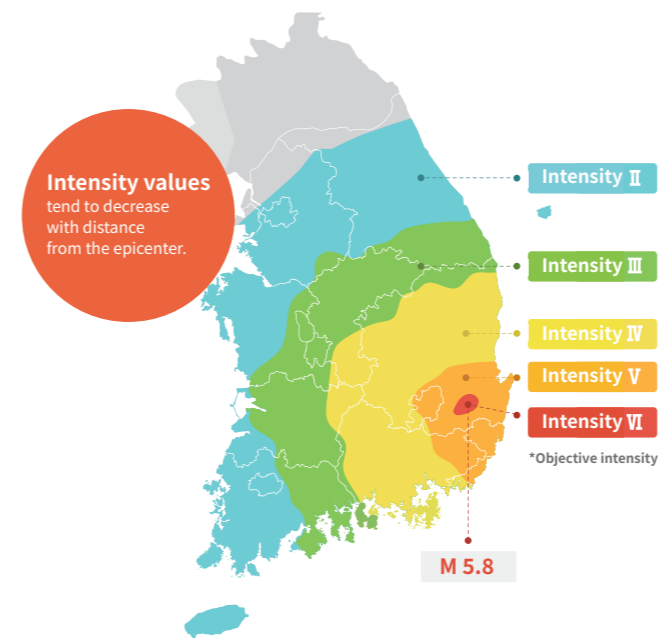 Intensity values
tend to decrease
with distance
from the epicenter.
Intensity Ⅱ
Intensity Ⅲ
Intensity Ⅳ
Intensity Ⅴ
Intensity Ⅵ
*Objective intensity
M 5.8